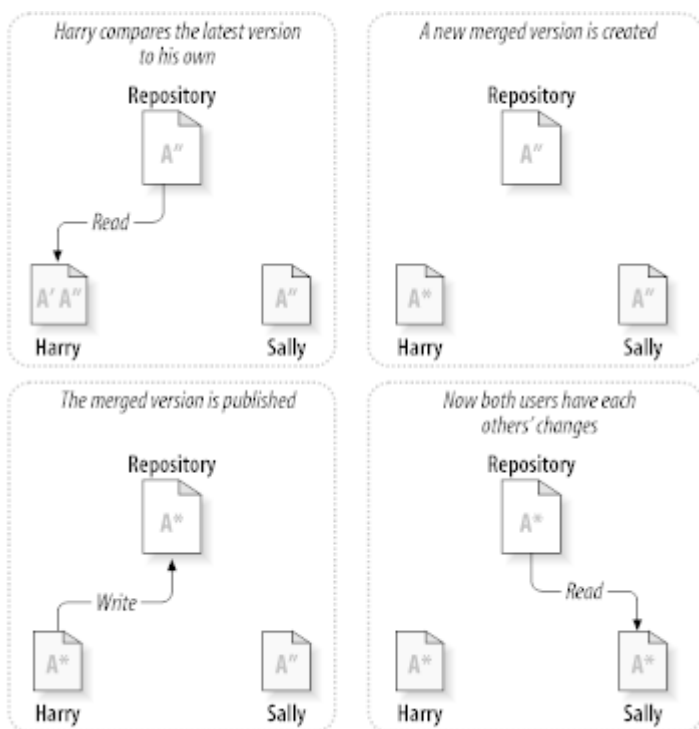 Harry compares the latest version
to his own
Repository
A″
Read
A′ A″
A″
Harry
Sally
A new merged version is created
Repository
A″
A*
A″
Harry
Sally
The merged version is published
Repository
A*
Write
A*
A″
Harry
Sally
Now both users have each
others’ changes
Repository
A*
Read
A*
A*
Harry
Sally